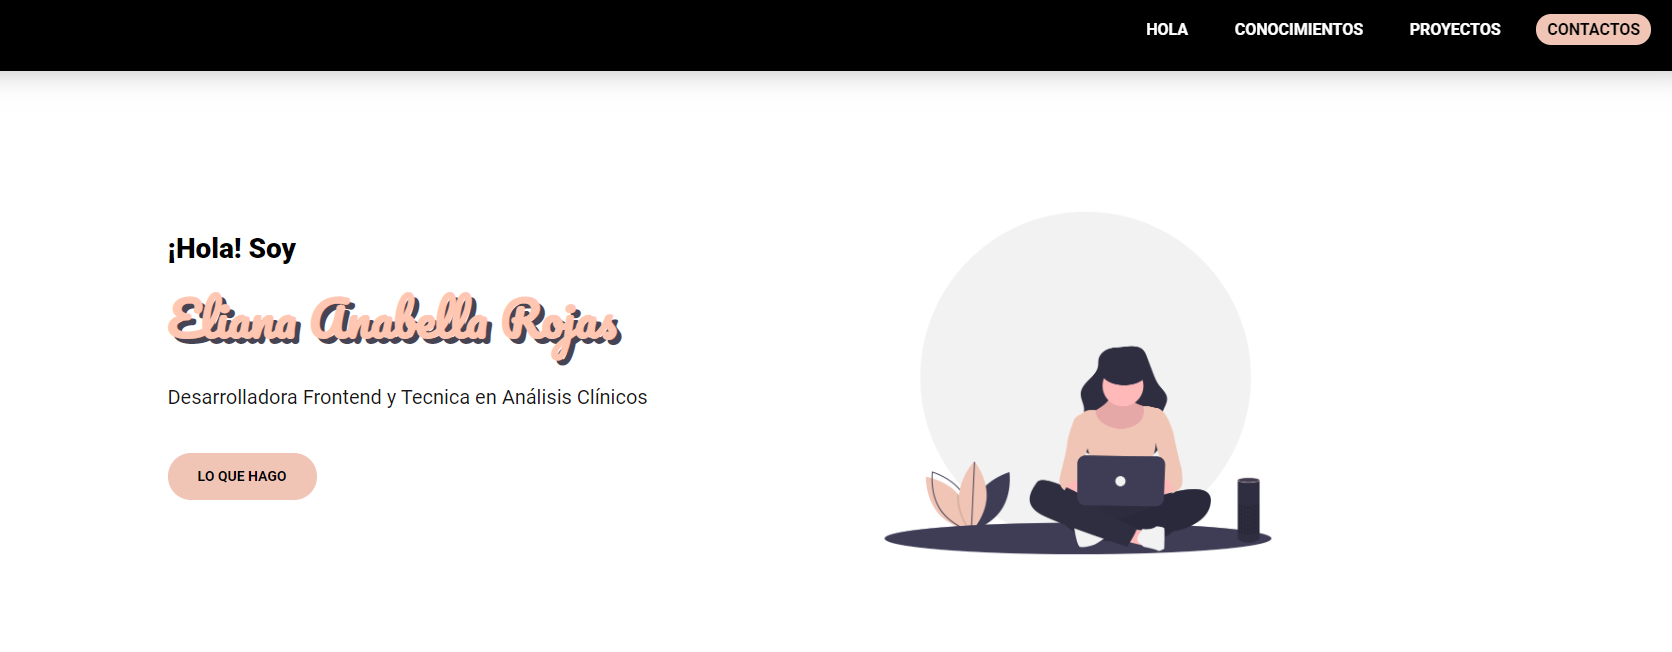 HOLA CONOCIMIENTOS PROYECTOS CONTACTOS
¡Hola! Soy
Eliana Anabella Rojas
Desarrolladora Frontend y Tecnica en Análisis Clínicos
LO QUE HAGO